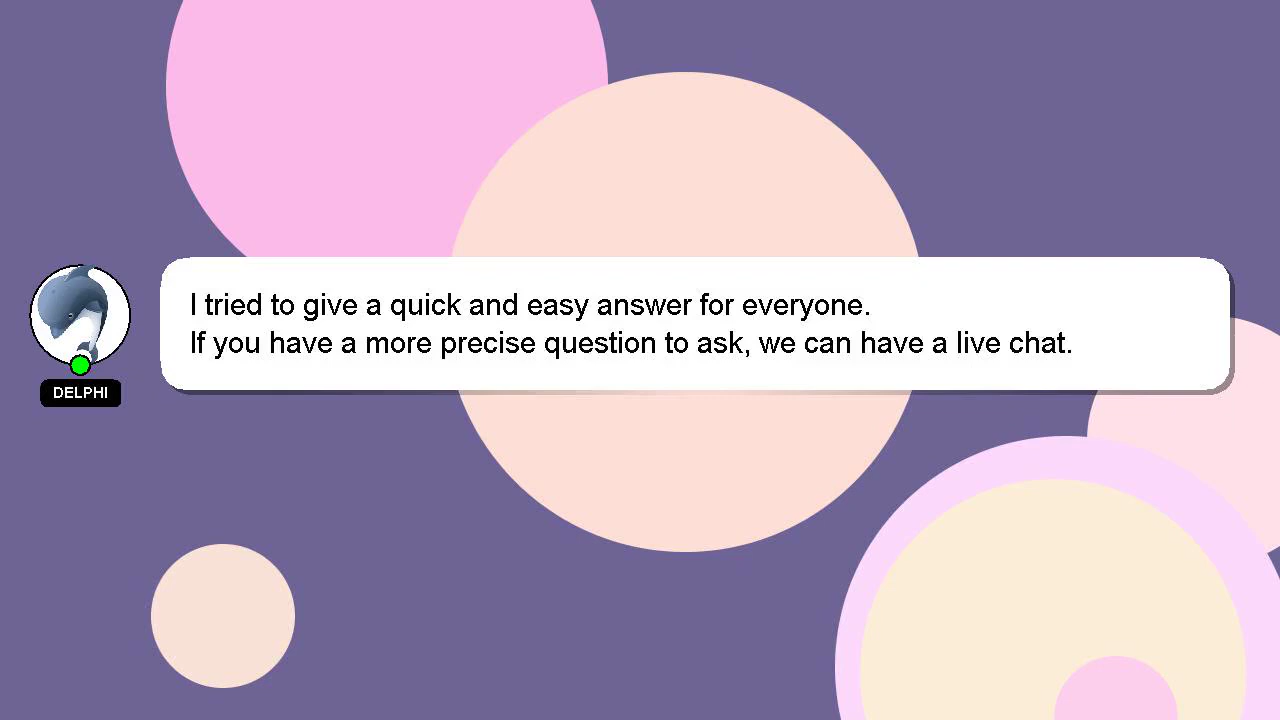 I tried to give a quick and easy answer for everyone.
If you have a more precise question to ask, we can have a live chat.
DELPHI